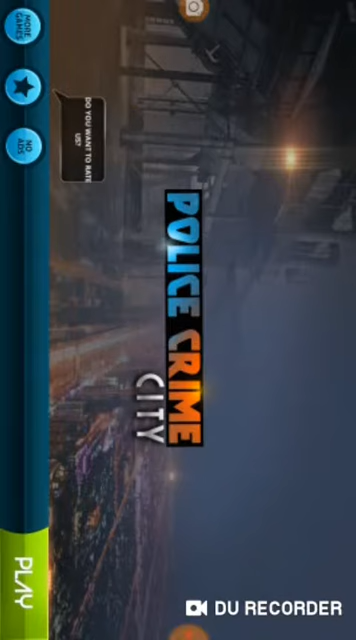 POLICE CRIME
CITY
DO YOU WANT TO RATE
US?
MORE
GAMES
NO
ADS
PLAY
DU RECORDER